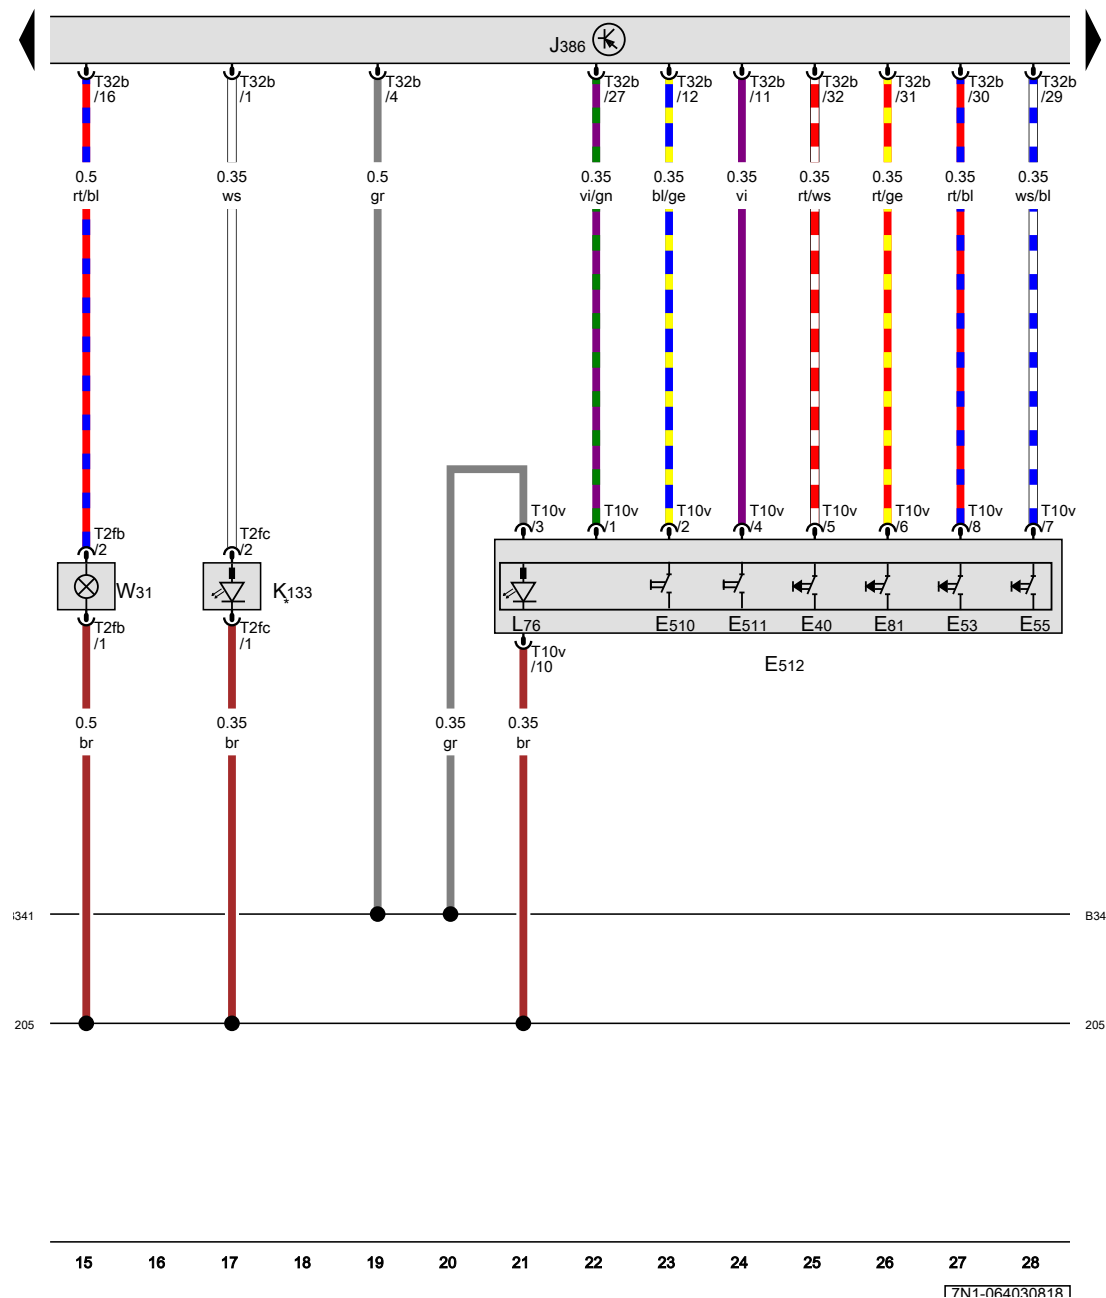 J386
T32b T32b T32b T32b T32b T32b T32b T32b T32b T32b
/16 /1 /4 /27 /12 /11 /32 /31 /30 /29
0.5 0.35 0.5 0.35 0.35 0.35 0.35 0.35 0.35 0.35
rt/bl ws gr vi/gn bl/ge vi rt/ws rt/ge rt/bl ws/bl
T10v T10v T10v T10v T10v T10v T10v T10v
/3 /1 /2 /4 /5 /6 /8 /7
T2fb T2fc
/2 /2
W31 K133
*
L76 E510 E511 E40 E81 E53 E55
T2fb T2fc
/1 /1
T10v
/10
E512
0.5 0.35 0.35 0.35
br br gr br
341 B34
205 205
15 16 17 18 19 20 21 22 23 24 25 26 27 28
7N1-064030818